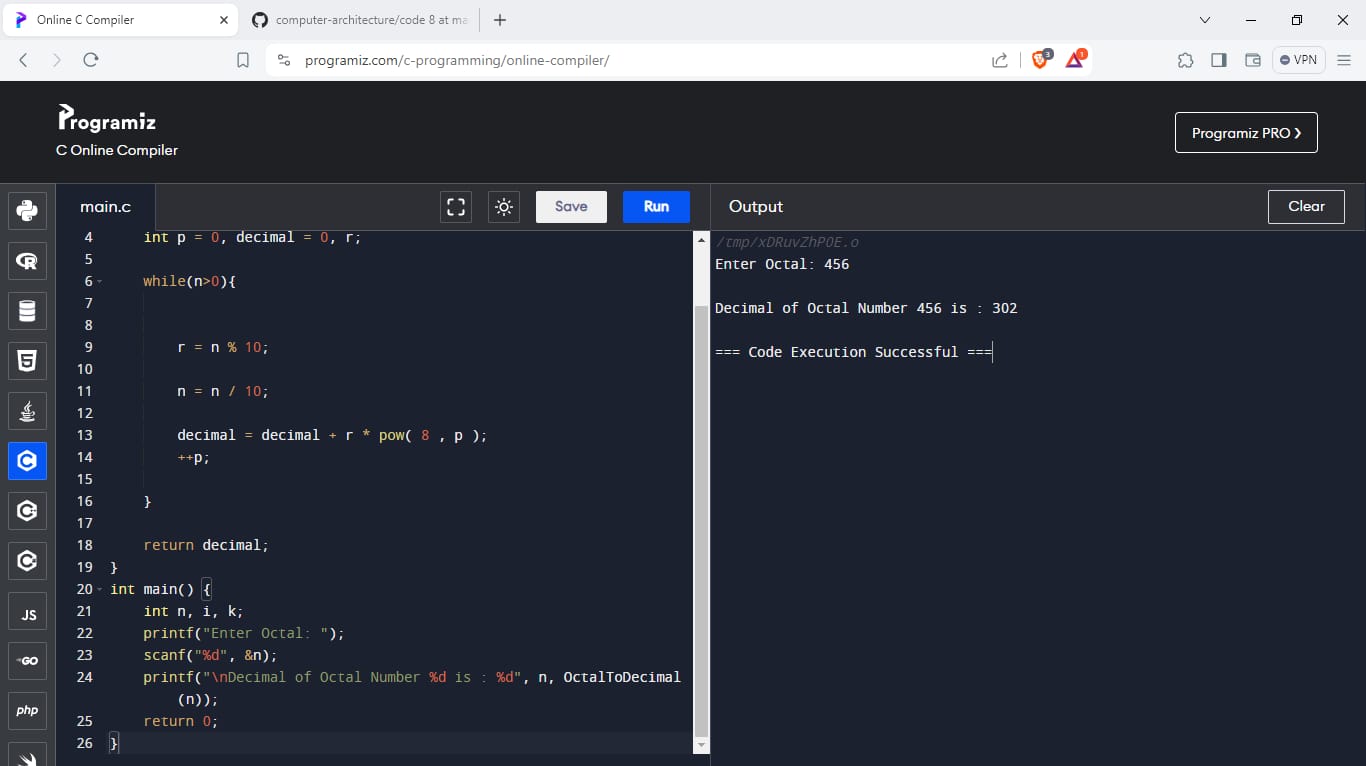 Online C Compiler
computer-architecture/code 8 at ma
programiz.com/c-programming/online-compiler/
3
1
VPN
Programiz
C Online Compiler
Programiz PRO
main.c
Save
Run
Output
Clear
4 int p = 0, decimal = 0, r;
5
6 while(n>0){
7
8
9 r = n % 10;
10
11 n = n / 10;
12
13 decimal = decimal + r * pow( 8 , p );
14 ++p;
15
16 }
17
18 return decimal;
19 }
20 int main() {
21 int n, i, k;
22 printf("Enter Octal: ");
23 scanf("%d", &n);
24 printf("\nDecimal of Octal Number %d is : %d", n, OctalToDecimal
(n));
25 return 0;
26 }
/tmp/xDRuvZhPOE.o
Enter Octal: 456
Decimal of Octal Number 456 is : 302
=== Code Execution Successful ===
R
5
C
C
C
JS
GO
php